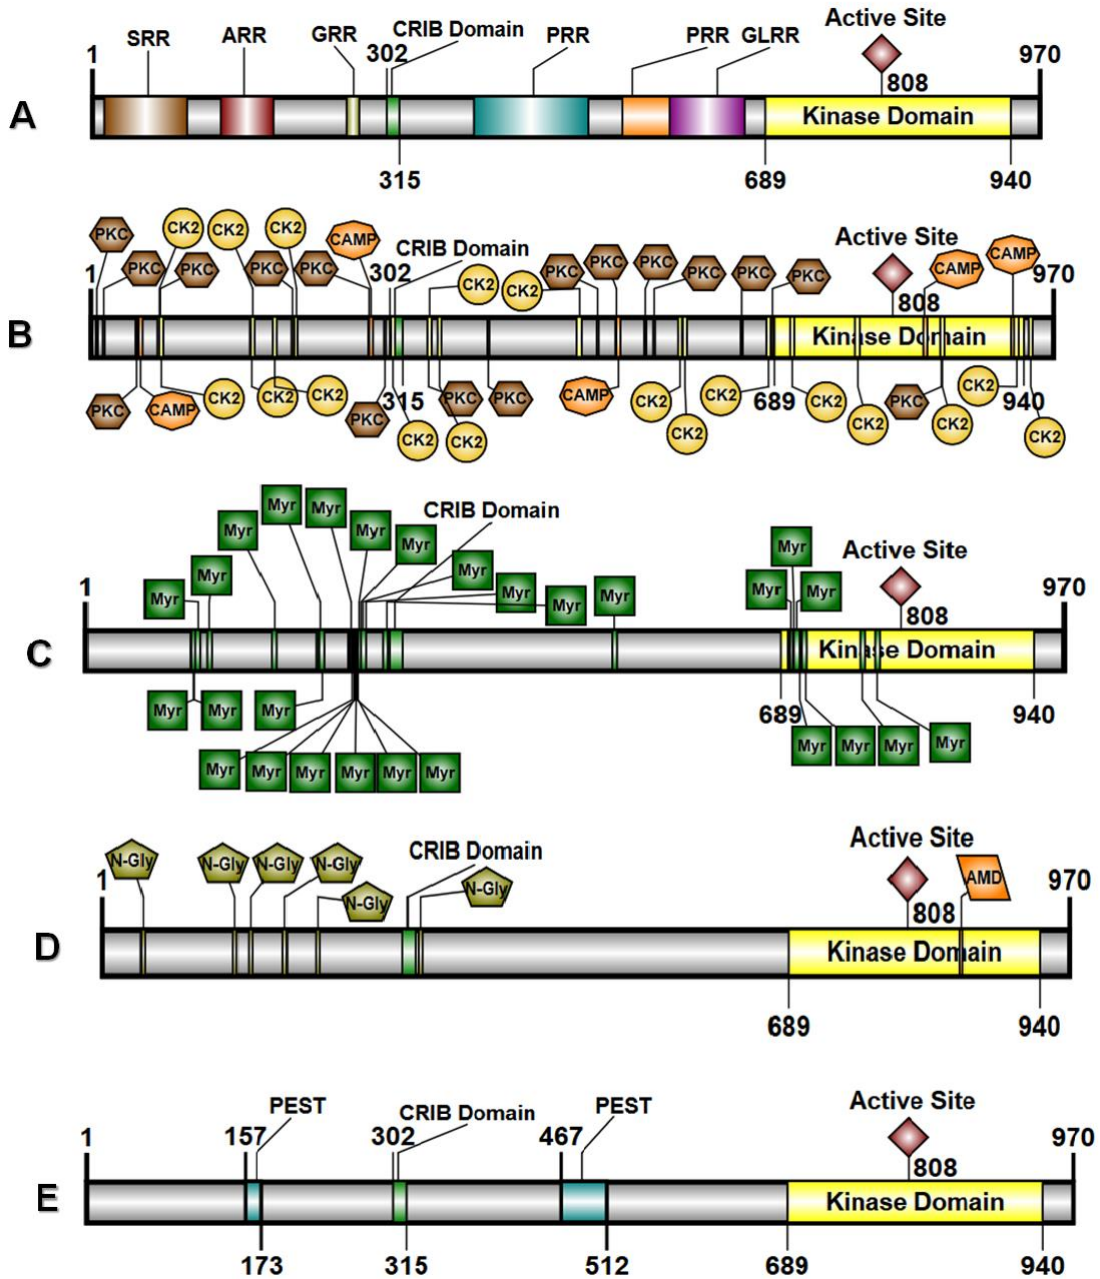 Active Site
SRR ARR GRR CRIB Domain PRR PRR GLRR
1 302 970
808
A Kinase Domain
315 689 940
PKC CK2 CK2 CK2 CAMP Active Site CAMP
CRIB Domain
PKC PKC PKC PKC CK2 CK2 PKC PKC PKC PKC PKC PKC CAMP
1 302 808 970
B Kinase Domain
PKC CAMP CK2 CK2 CK2 PKC 315 PKC PKC CAMP CK2 CK2 689 CK2 PKC CK2 940
CK2 CK2 CK2 CK2 CK2 CK2
Myr Myr CRIB Domain
Myr Myr Myr Myr Active Site
Myr Myr Myr Myr Myr Myr Myr Myr Myr
1 808 970
C Kinase Domain
Myr Myr Myr 689 940
Myr Myr Myr Myr
Myr Myr Myr Myr Myr Myr
Active Site
N-Gly N-Gly N-Gly N-Gly CRIB Domain AMD
N-Gly N-Gly
1 808 970
D Kinase Domain
689 940
Active Site
PEST CRIB Domain PEST
1 157 302 467 970
808
E Kinase Domain
173 315 512 689 940